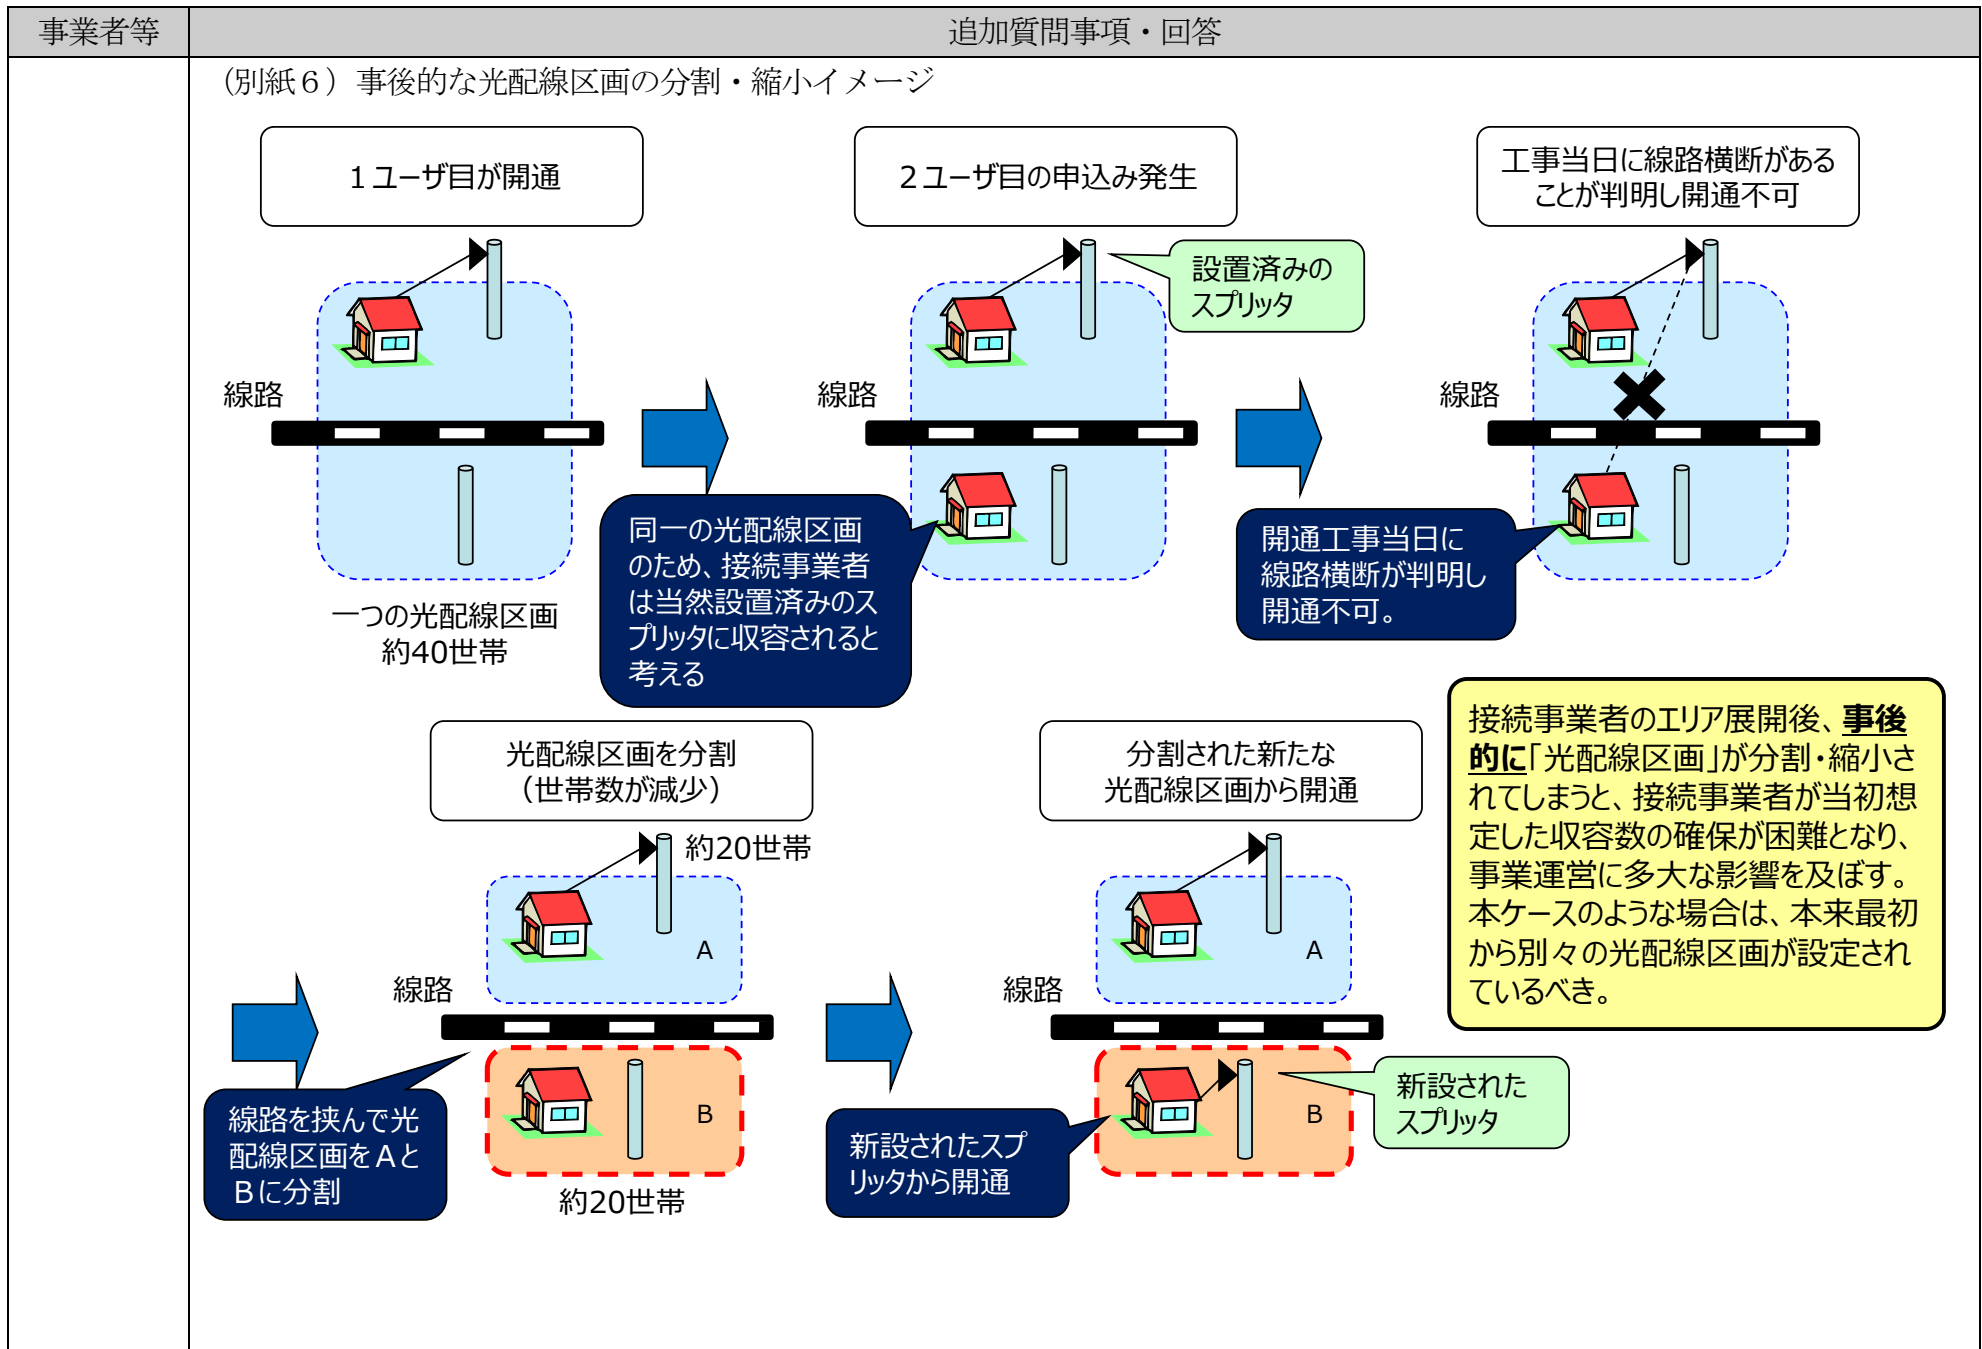 事業者等
追加質問事項・回答
（別紙６）事後的な光配線区画の分割・縮小イメージ
１ユーザ目が開通
２ユーザ目の申込み発生
工事当日に線路横断がある
ことが判明し開通不可
設置済みの
スプリッタ
線路
線路
線路
同一の光配線区画
のため、接続事業者
は当然設置済みのス
プリッタに収容されると
考える
開通工事当日に
線路横断が判明し
開通不可。
一つの光配線区画
約40世帯
光配線区画を分割
（世帯数が減少）
分割された新たな
光配線区画から開通
接続事業者のエリア展開後、事後
的に「光配線区画」が分割・縮小さ
れてしまうと、接続事業者が当初想
定した収容数の確保が困難となり、
事業運営に多大な影響を及ぼす。
本ケースのような場合は、本来最初
から別々の光配線区画が設定され
ているべき。
約20世帯
A
A
線路
線路
線路を挟んで光
配線区画をＡと
Ｂに分割
B
約20世帯
新設されたスプ
リッタから開通
B
新設された
スプリッタ